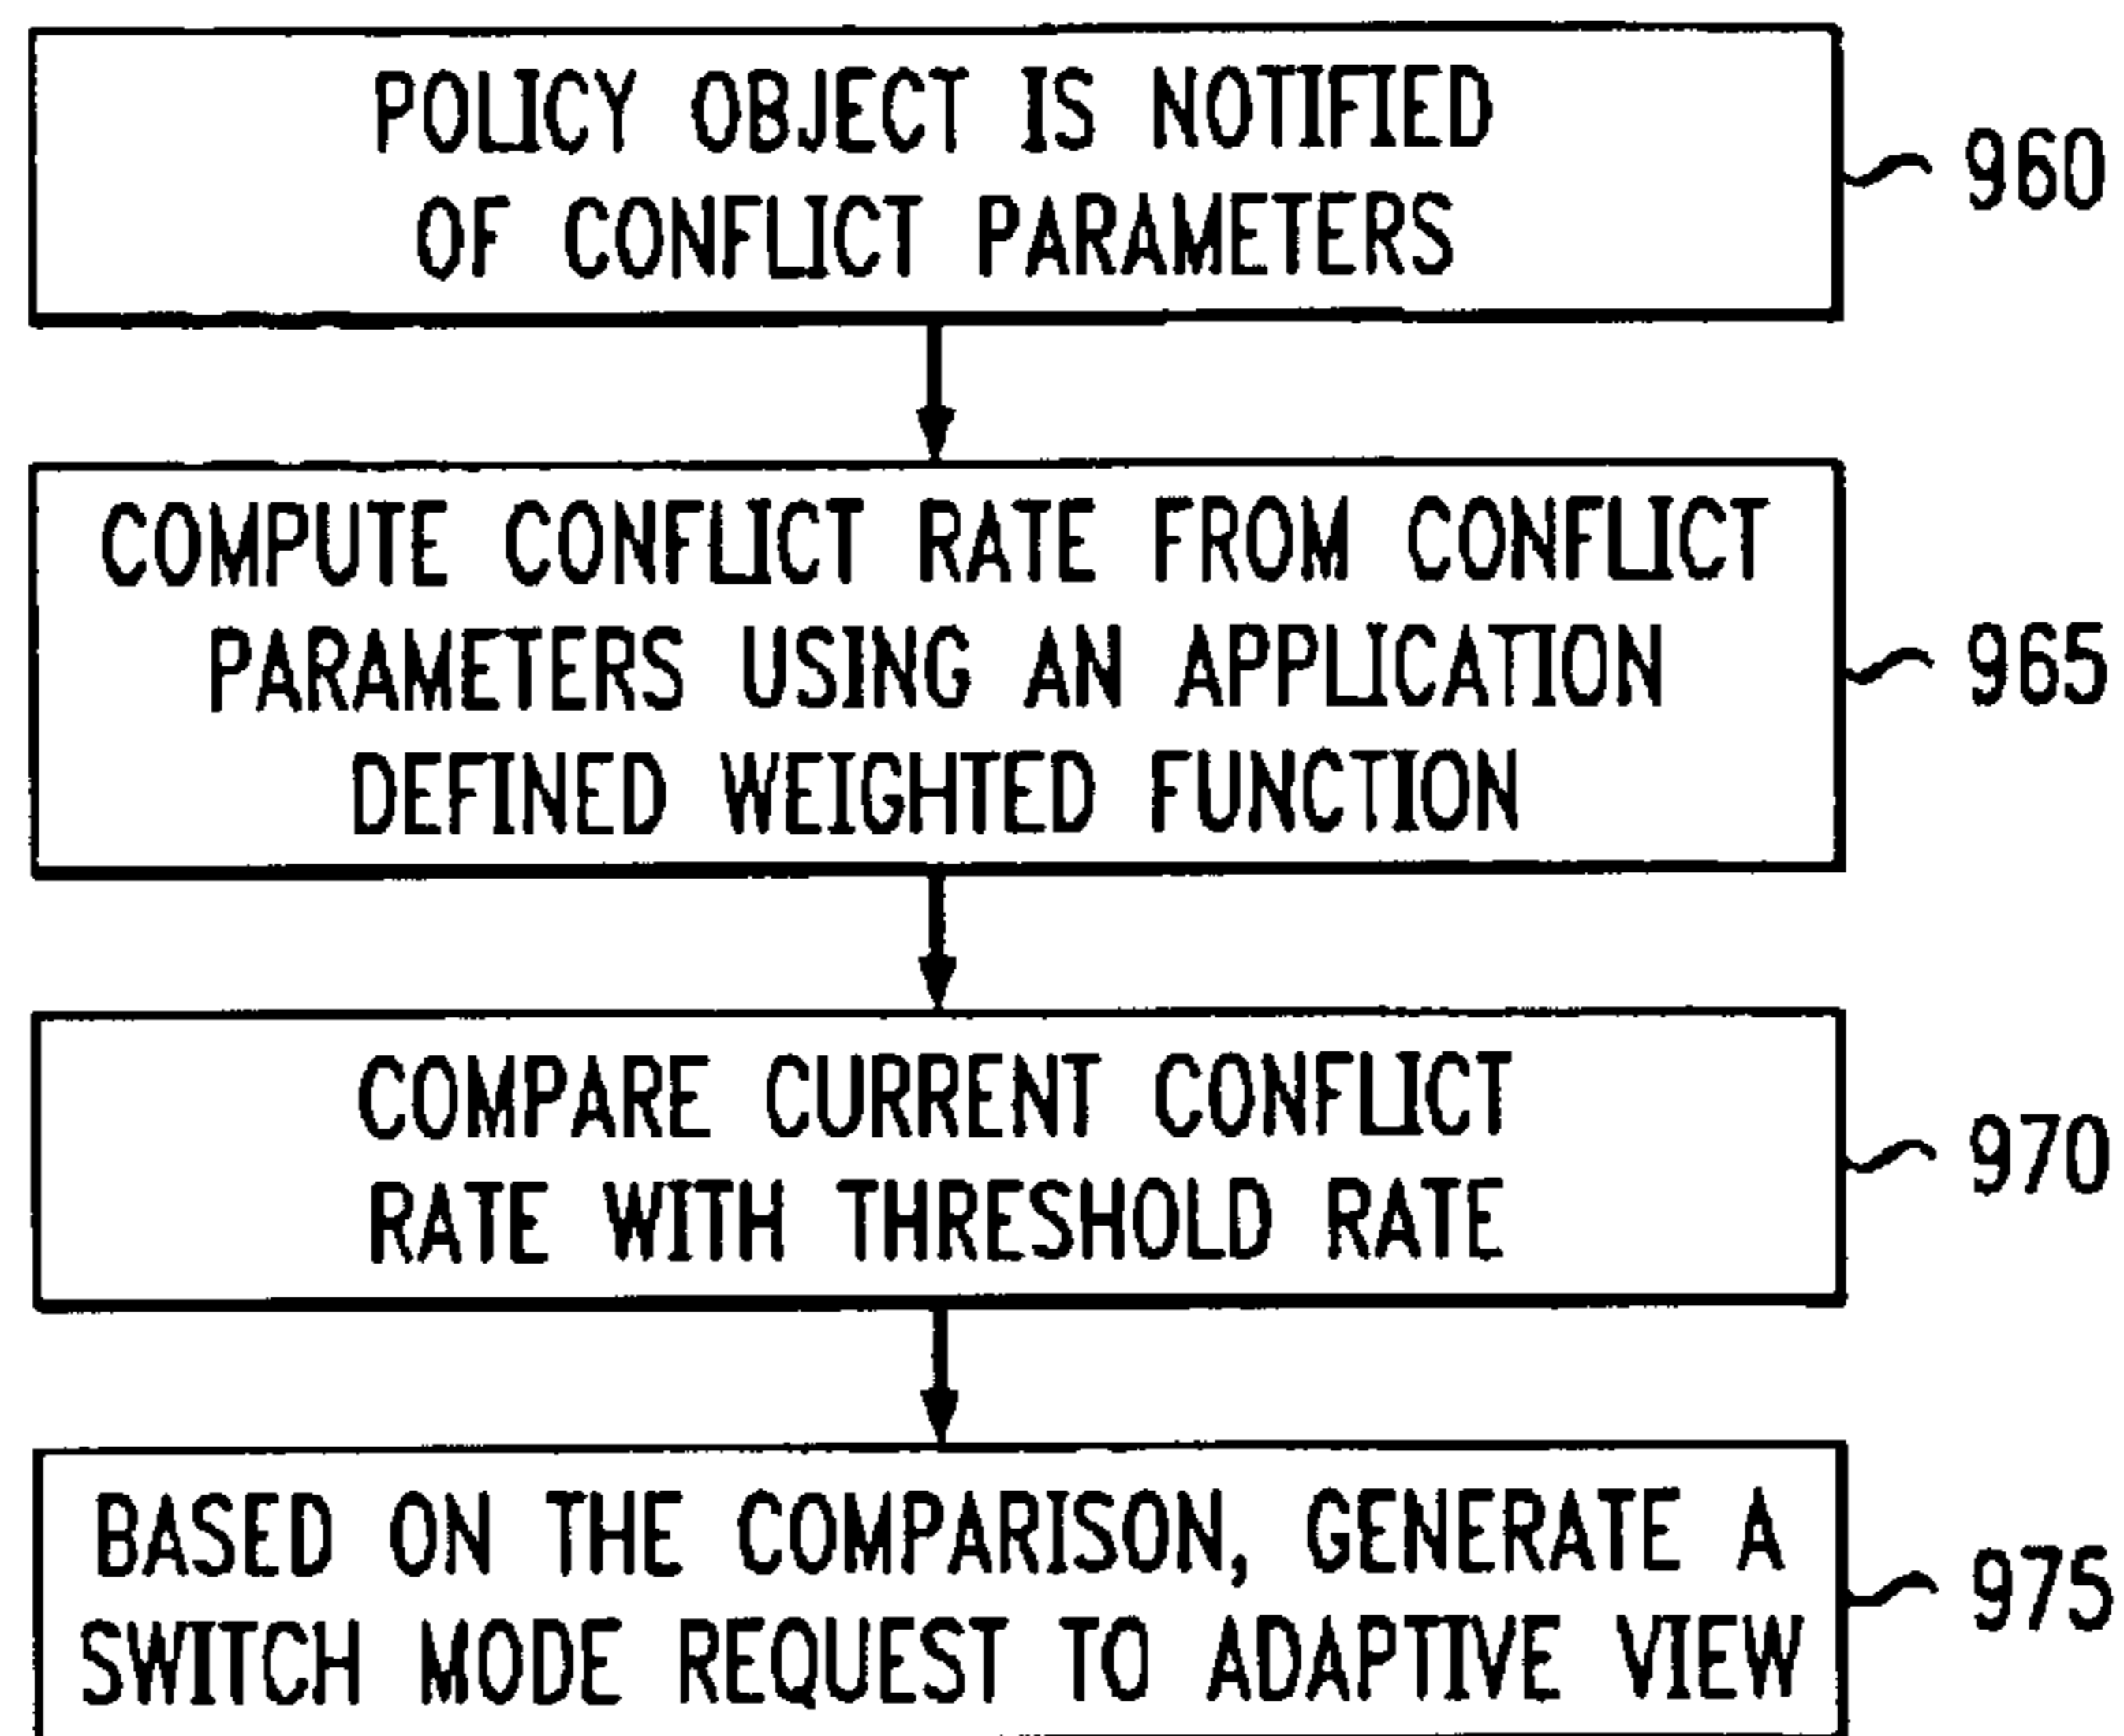 POLICY OBJECT IS NOTIFIED
OF CONFLICT PARAMETERS
960
COMPUTE CONFLICT RATE FROM CONFLICT
PARAMETERS USING AN APPLICATION
DEFINED WEIGHTED FUNCTION
965
COMPARE CURRENT CONFLICT
RATE WITH THRESHOLD RATE
970
BASED ON THE COMPARISON, GENERATE A
SWITCH MODE REQUEST TO ADAPTIVE VIEW
975